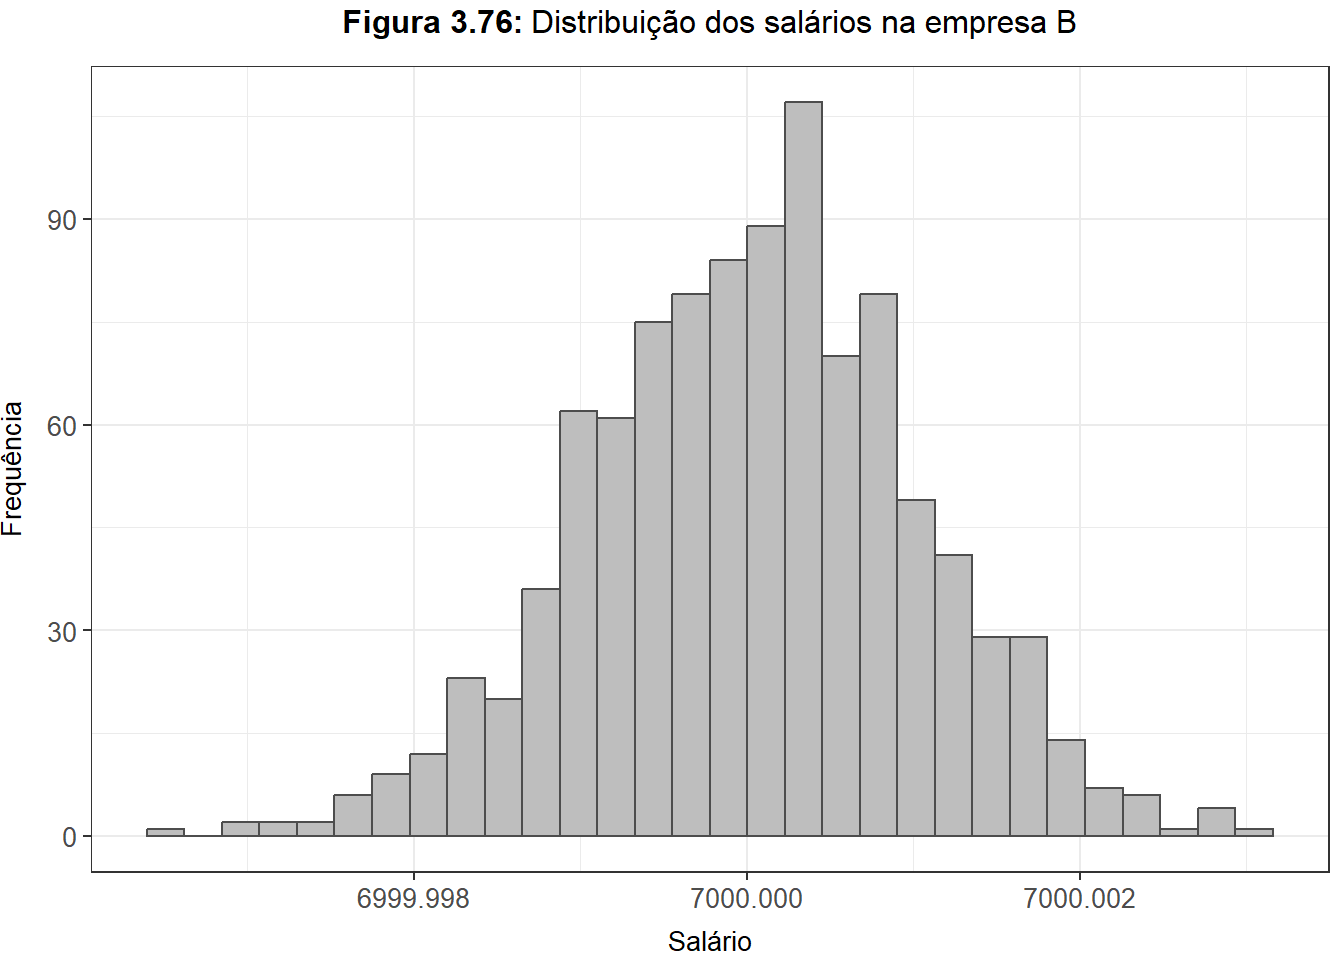 Figura 3.76: Distribuição dos salários na empresa B
90
60
30
0
Frequência
6999.998 7000.000 7000.002
Salário